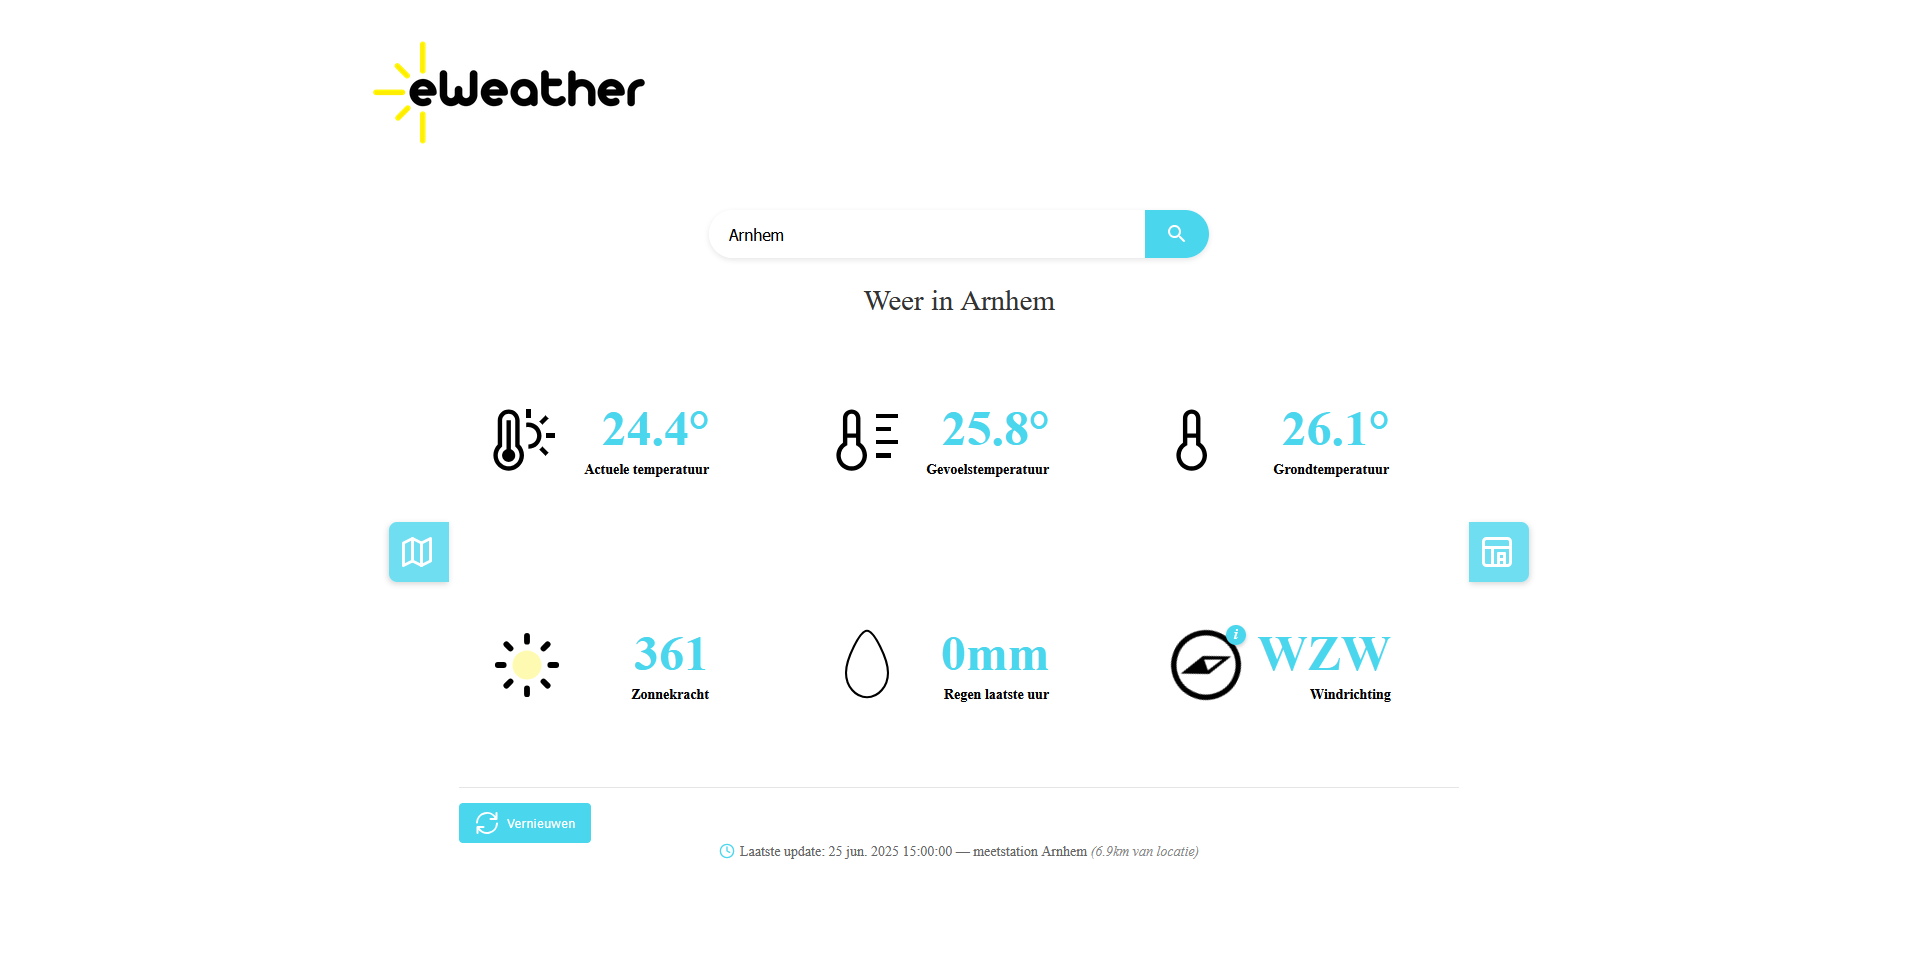 eWeather
Arnhem
Weer in Arnhem
24.4°
Actuele temperatuur
25.8°
Gevoelstemperatuur
26.1°
Grondtemperatuur
361
Zonnekracht
0mm
Regen laatste uur
i
WZW
Windrichting
Vernieuwen
Laatste update: 25 jun. 2025 15:00:00 — meetstation Arnhem (6.9km van locatie)